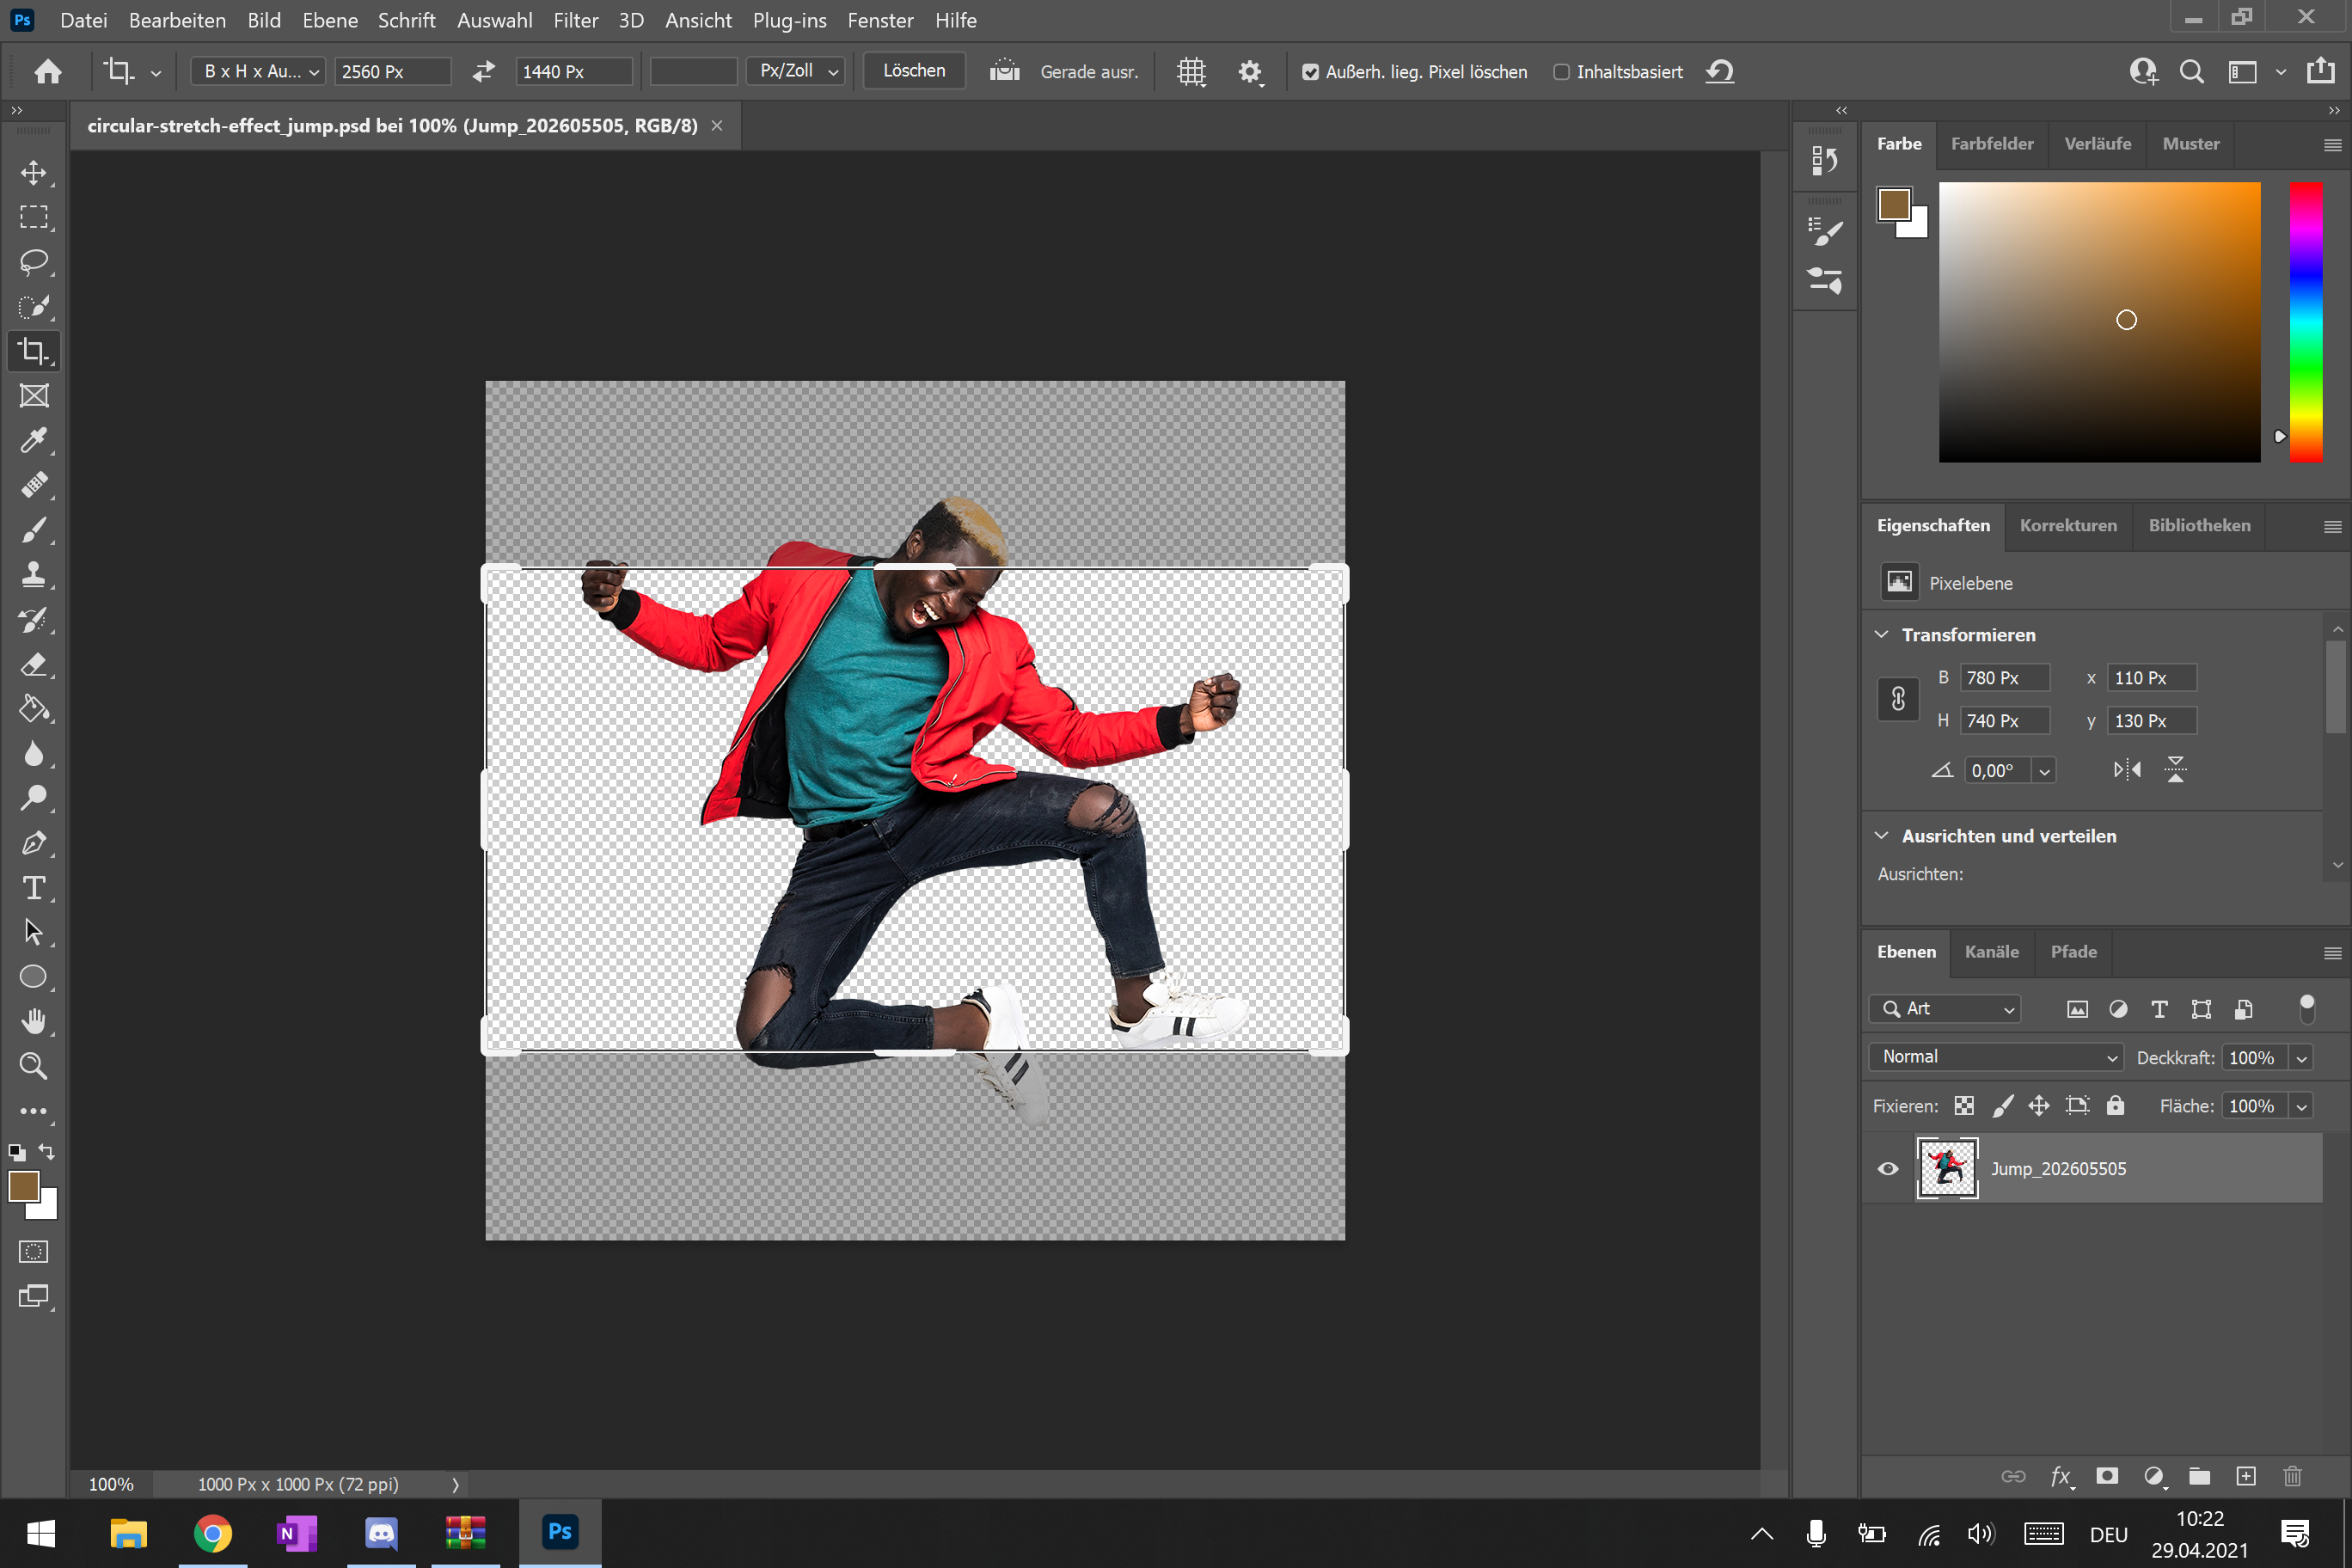 Ps Datei Bearbeiten Bild Ebene Schrift Auswahl Filter 3D Ansicht Plug-ins Fenster Hilfe
B x H x Au... 2560 Px 1440 Px Px/Zoll Löschen Gerade ausr. Außerh. lieg. Pixel löschen Inhaltsbasiert
circular-stretch-effect_jump.psd bei 100% (Jump_202605505, RGB/8)
Farbe Farbfelder Verläufe Muster
Eigenschaften Korrekturen Bibliotheken
Pixelebene
Transformieren
B 780 Px x 110 Px
H 740 Px y 130 Px
0,00°
Ausrichten und verteilen
Ausrichten:
Ebenen Kanäle Pfade
Art
Normal Deckkraft: 100%
Fixieren: Fläche: 100%
Jump_202605505
fx
100% 1000 Px x 1000 Px (72 ppi)
N Ps DEU
10:22
29.04.2021